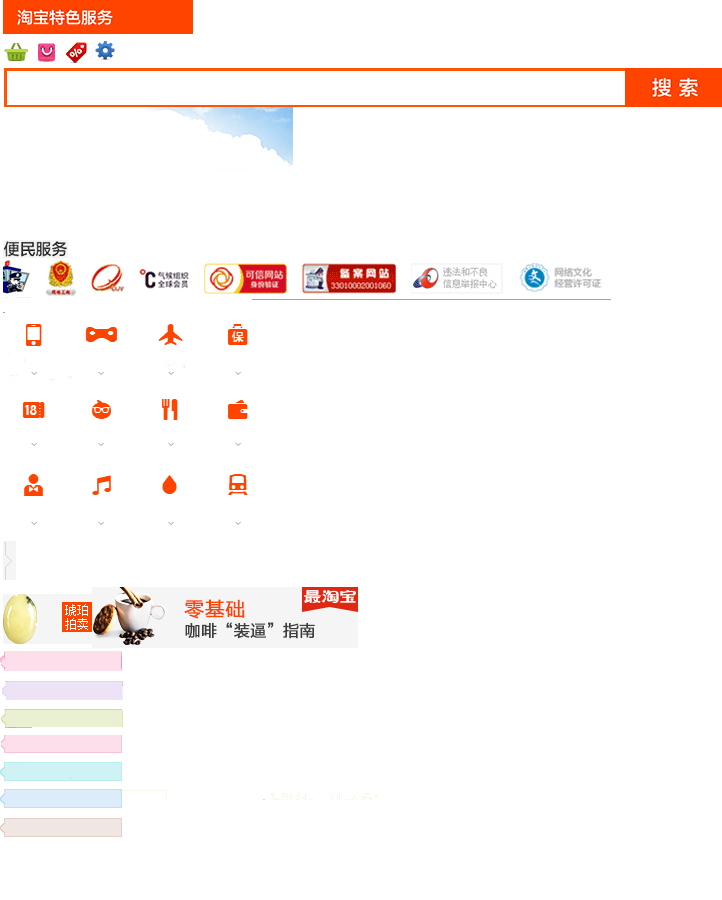 淘宝特色服务
搜 索
便民服务
气候组织
全球会员
可信网站
身份验证
备案网站
33010002001060
违法和不良
信息举报中心
网络文化
经营许可证
保
18
琥珀
拍卖
零基础
咖啡“装逼”指南
最淘宝